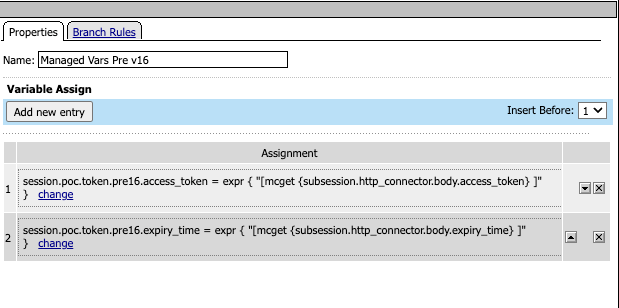 Properties Branch Rules
Name: Managed Vars Pre v16
Variable Assign
Add new entry Insert Before: 1
Assignment
1 session.poc.token.pre16.access_token = expr { "[mcget {subsession.http_connector.body.access_token} ]"
} change
2 session.poc.token.pre16.expiry_time = expr { "[mcget {subsession.http_connector.body.expiry_time} ]"
} change